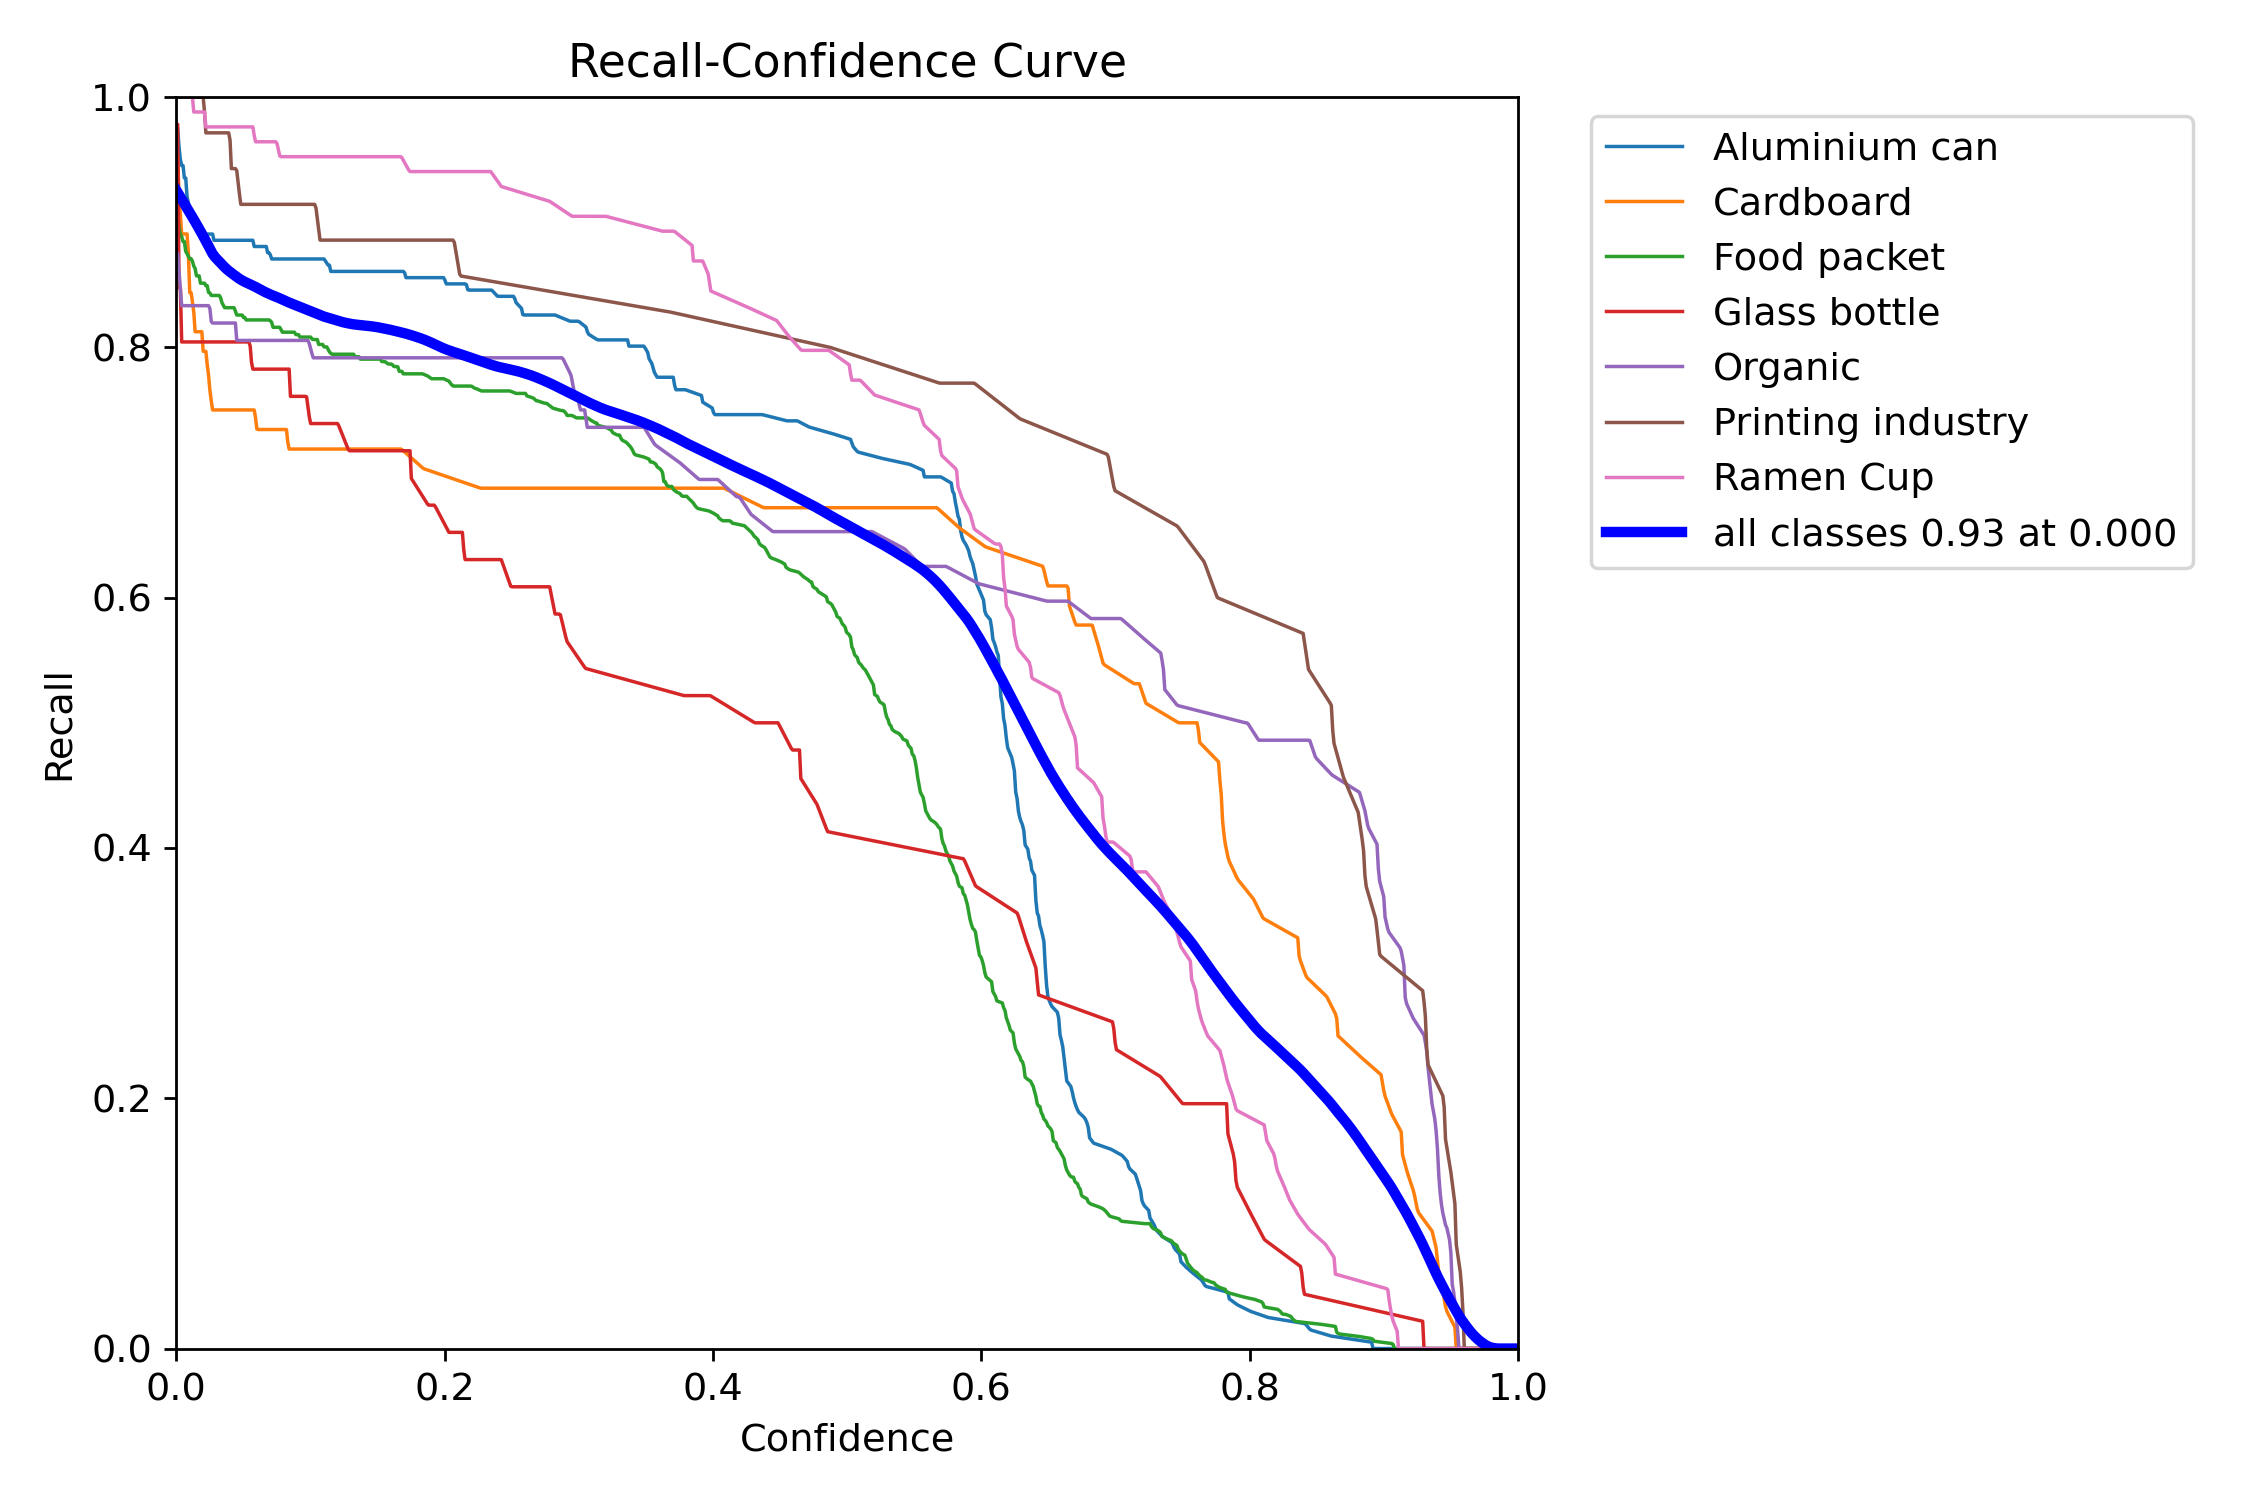 Recall-Confidence Curve
1.0
0.8
0.6
0.4
0.2
0.0
Recall
0.0 0.2 0.4 0.6 0.8 1.0
Confidence
Aluminium can
Cardboard
Food packet
Glass bottle
Organic
Printing industry
Ramen Cup
all classes 0.93 at 0.000